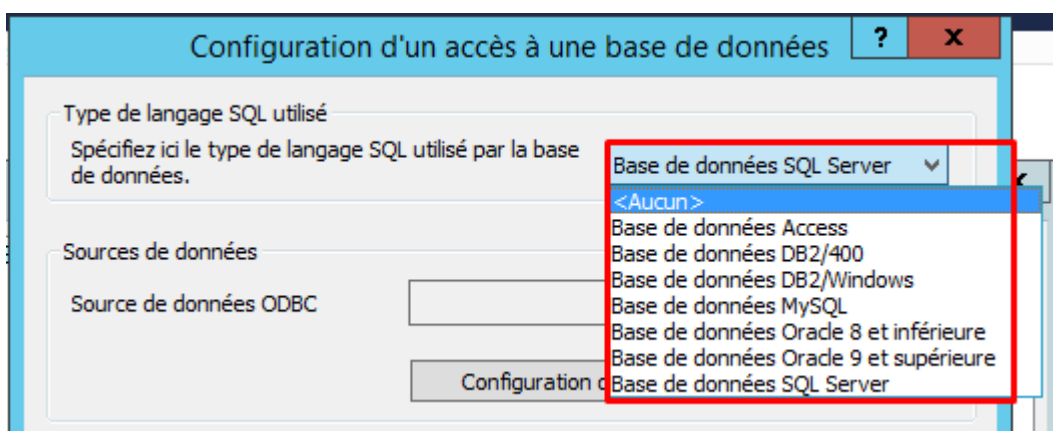 Configuration d'un accès à une base de données
?
x
Type de langage SQL utilisé
Spécifiez ici le type de langage SQL utilisé par la base
de données.
Base de données SQL Server
<Aucun>
Base de données Access
Base de données DB2/400
Base de données DB2/Windows
Base de données MySQL
Base de données Oracle 8 et inférieure
Base de données Oracle 9 et supérieure
Base de données SQL Server
Sources de données
Source de données ODBC
Configuration